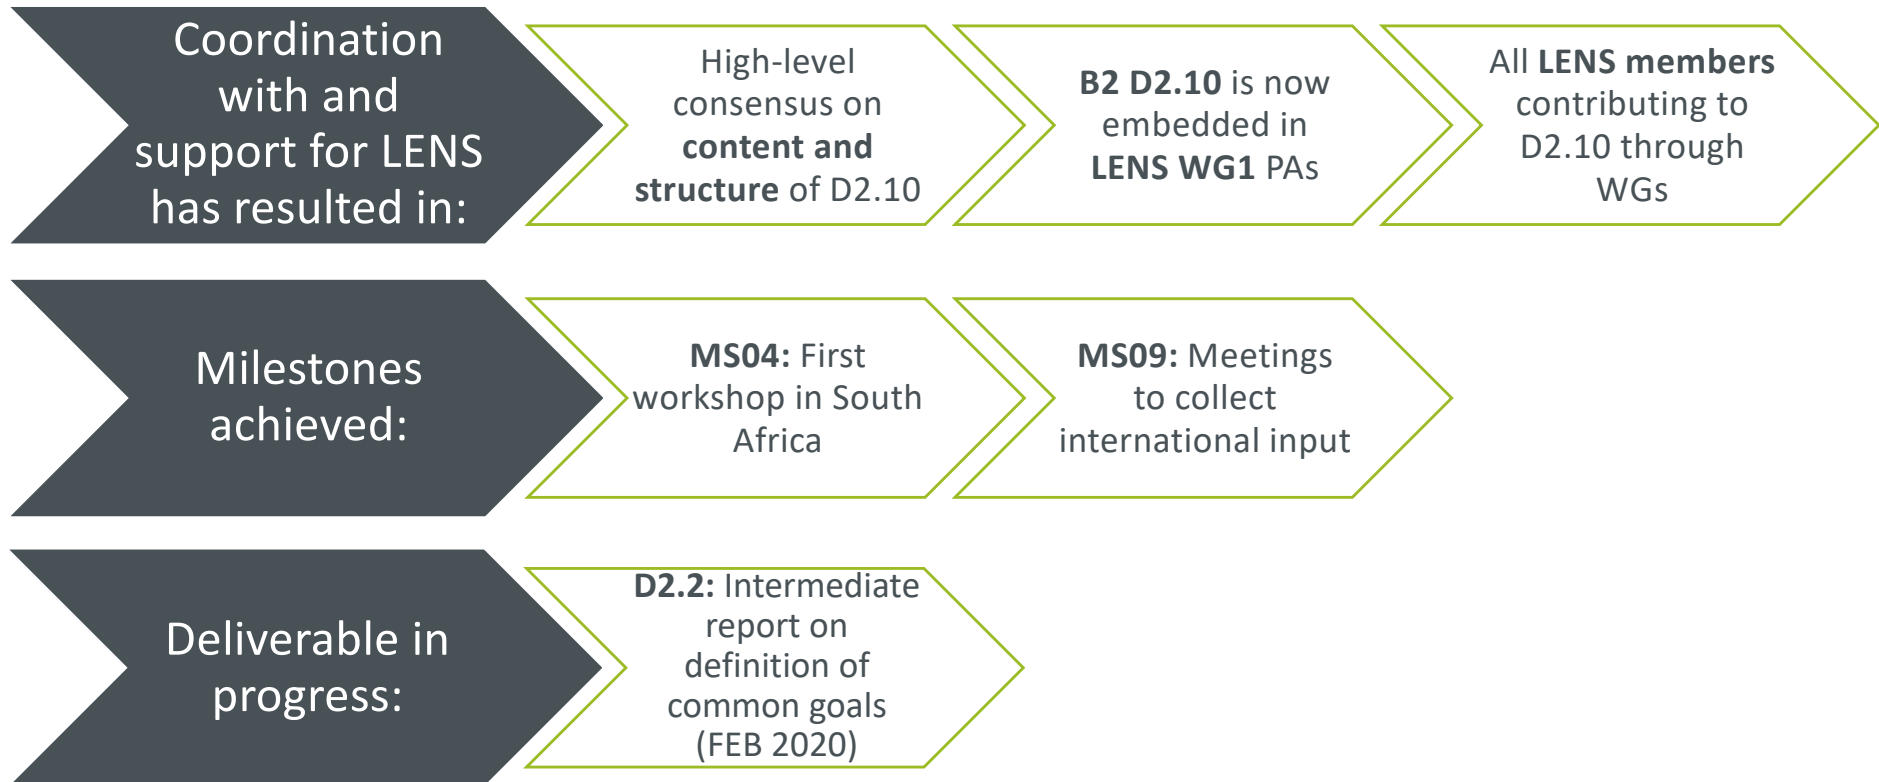 Coordination
with and
support for LENS
has resulted in:
High-level
consensus on
content and
structure of D2.10
B2 D2.10 is now
embedded in
LENS WG1 PAs
All LENS members
contributing to
D2.10 through
WGs
Milestones
achieved:
MS04: First
workshop in South
Africa
MS09: Meetings
to collect
international input
Deliverable in
progress:
D2.2: Intermediate
report on
definition of
common goals
(FEB 2020)